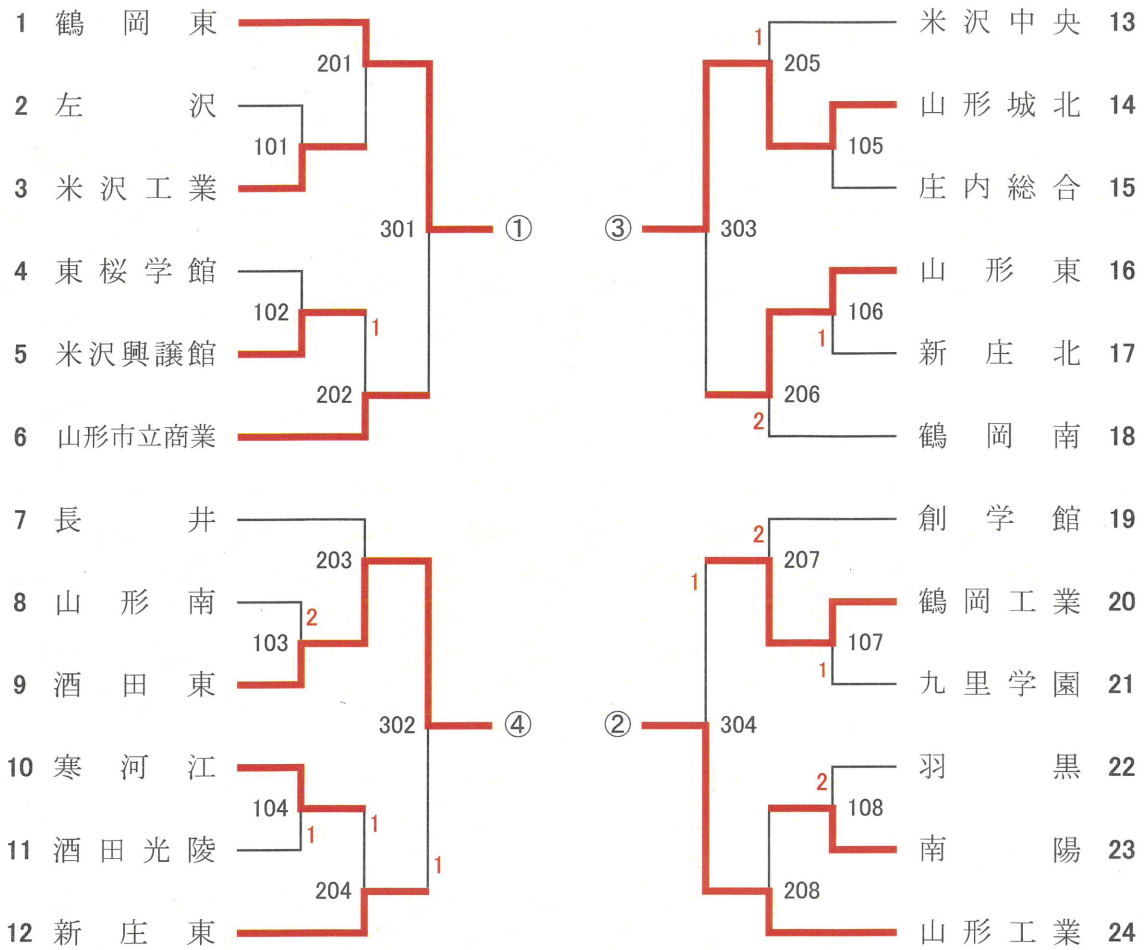 1 鶴岡東
米沢中央 13
1
201
205
2 左沢
山形城北 14
101
105
3 米沢工業
庄内総合 15
301
①
③
303
4 東桜学館
山形東 16
102
1
106
1
5 米沢興譲館
新庄北 17
202
206
2
6 山形市立商業
鶴岡南 18
7 長井
創学館 19
2
203
207
1
8 山形南
鶴岡工業 20
2
103
107
1
9 酒田東
九里学園 21
302
④
②
304
10 寒河江
羽黒 22
2
104
1
1
108
11 酒田光陵
南陽 23
1
204
208
12 新庄東
山形工業 24